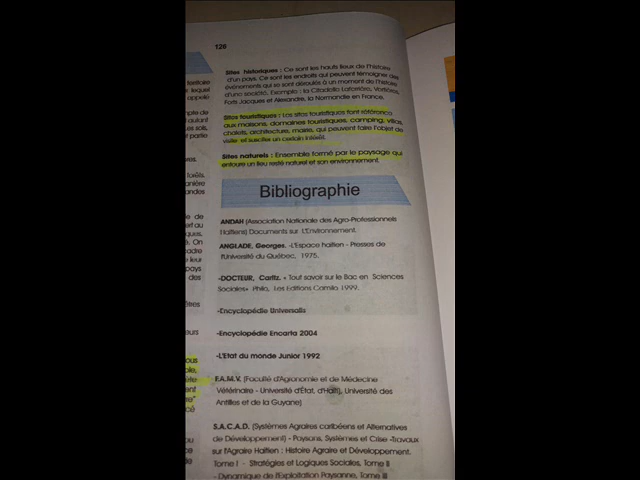 126
Sites historiques : Ce sont les hauts lieux de l'histoire
d'un pays. Ce sont les endroits qui peuvent témoigner des
événements qui se sont déroulés à un moment de l'histoire
d'une société. Exemple : la Citadelle Laferrière, Vertières,
Forts Jacques et Alexandre, la Normandie en France.
Sites touristiques : Les sites touristiques font référence
aux maisons, domaines touristiques, camping, villas,
chalets, architecture, mairis, qui peuvent faire l'objet de
visite et susciter un certain intérêt.
Sites naturels : Ensemble formé par le paysage qui
entoure un lieu resté naturel et son environnement.
Bibliographie
ANDAH (Association Nationale des Agro-Professionnels
Haïtiens) Documents sur L'Environnement.
ANGLADE, Georges. -L'Espace haïtien - Presses de
l'Université du Québec, 1975.
-DOCTEUR, Caritz. « Tout savoir sur le Bac en Sciences
Sociales» Philo, Les Editions Camilo 1999.
-Encyclopédie Universalis
-Encyclopédie Encarta 2004
-L'Etat du monde Junior 1992
F.A.M.V. (Faculté d'Agronomie et de Médecine
Vétérinaire - Université d'État, d'Haïti), Université des
Antilles et de la Guyane)
S.A.C.A.D. (Systèmes Agraires caribéens et Alternatives
de Développement) - Paysans, Systèmes et Crise -Travaux
sur l'Agraire Haïtien : Histoire Agraire et Développement.
Tome I - Stratégies et Logiques Sociales, Tome II
- Dynamique de l'Exploitation Paysanne, Tome III